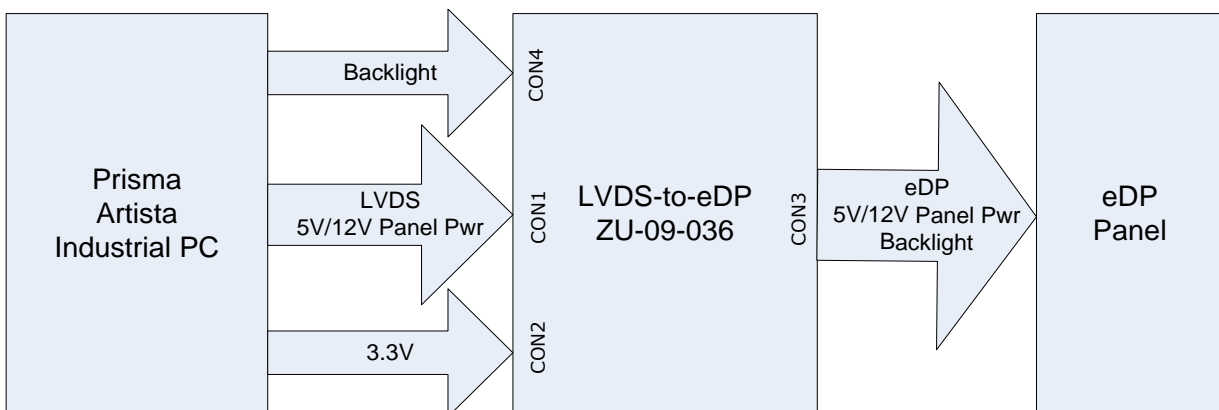 Prisma
Artista
Industrial PC
Backlight
LVDS
5V/12V Panel Pwr
3.3V
CON4
CON1
CON2
LVDS-to-eDP
ZU-09-036
CON3
eDP
5V/12V Panel Pwr
Backlight
eDP
Panel